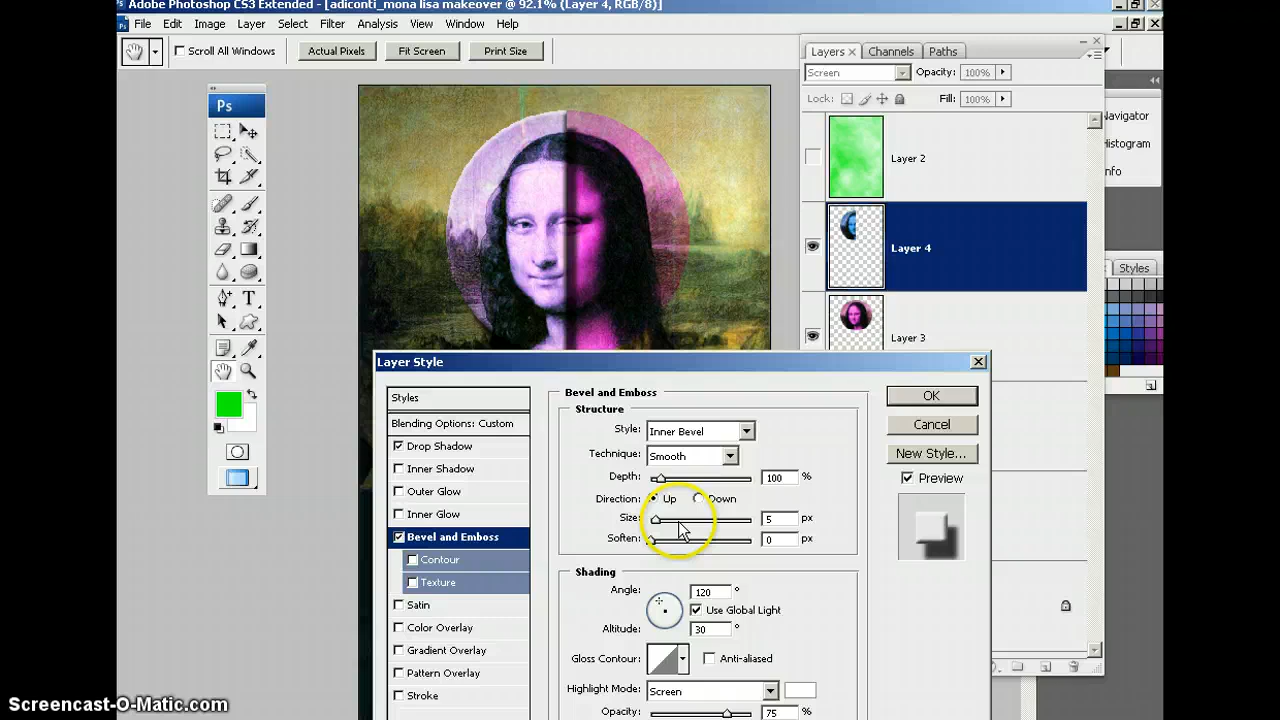 Adobe Photoshop CS3 Extended - [adiconti_mona lisa makeover @ 92.1% (Layer 4, RGB/8)]
File Edit Image Layer Select Filter Analysis View Window Help
Scroll All Windows Actual Pixels Fit Screen Print Size
Layers Channels Paths
Screen Opacity: 100%
Lock: Fill: 100%
Ps
Navigator
Histogram
Info
Layer 2
Layer 4
Styles
Layer 3
Layer Style
Styles
Blending Options: Custom
Drop Shadow
Inner Shadow
Outer Glow
Inner Glow
Bevel and Emboss
Contour
Texture
Satin
Color Overlay
Gradient Overlay
Pattern Overlay
Stroke
Bevel and Emboss
Structure
Style: Inner Bevel
Technique: Smooth
Depth: 100 %
Direction: Up Down
Size: 5 px
Soften: 0 px
Shading
Angle: 120 °
Use Global Light
Altitude: 30 °
Gloss Contour: Anti-aliased
Highlight Mode: Screen
Opacity: 75 %
OK
Cancel
New Style...
Preview
Screencast-O-Matic.com